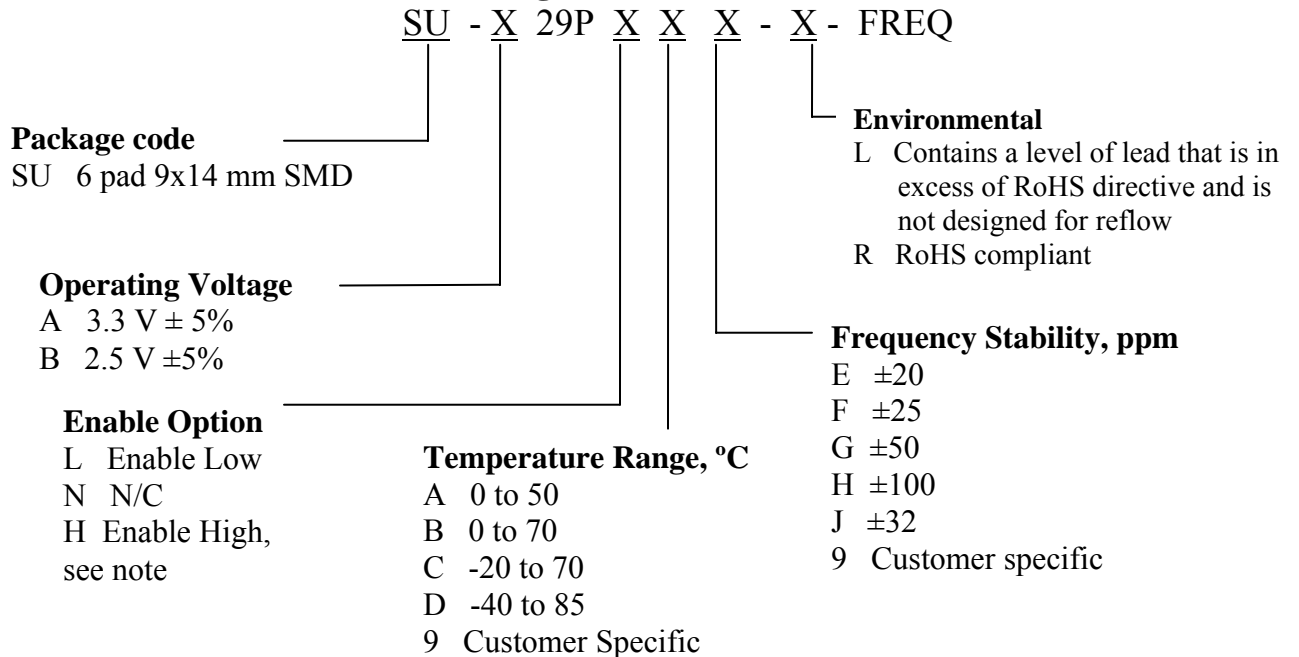 SU - X 29P X X X - X - FREQ
Package code
SU 6 pad 9x14 mm SMD
Operating Voltage
A 3.3 V ± 5%
B 2.5 V ±5%
Enable Option
L Enable Low
N N/C
H Enable High,
see note
Temperature Range, ºC
A 0 to 50
B 0 to 70
C -20 to 70
D -40 to 85
9 Customer Specific
Environmental
L Contains a level of lead that is in
excess of RoHS directive and is
not designed for reflow
R RoHS compliant
Frequency Stability, ppm
E ±20
F ±25
G ±50
H ±100
J ±32
9 Customer specific